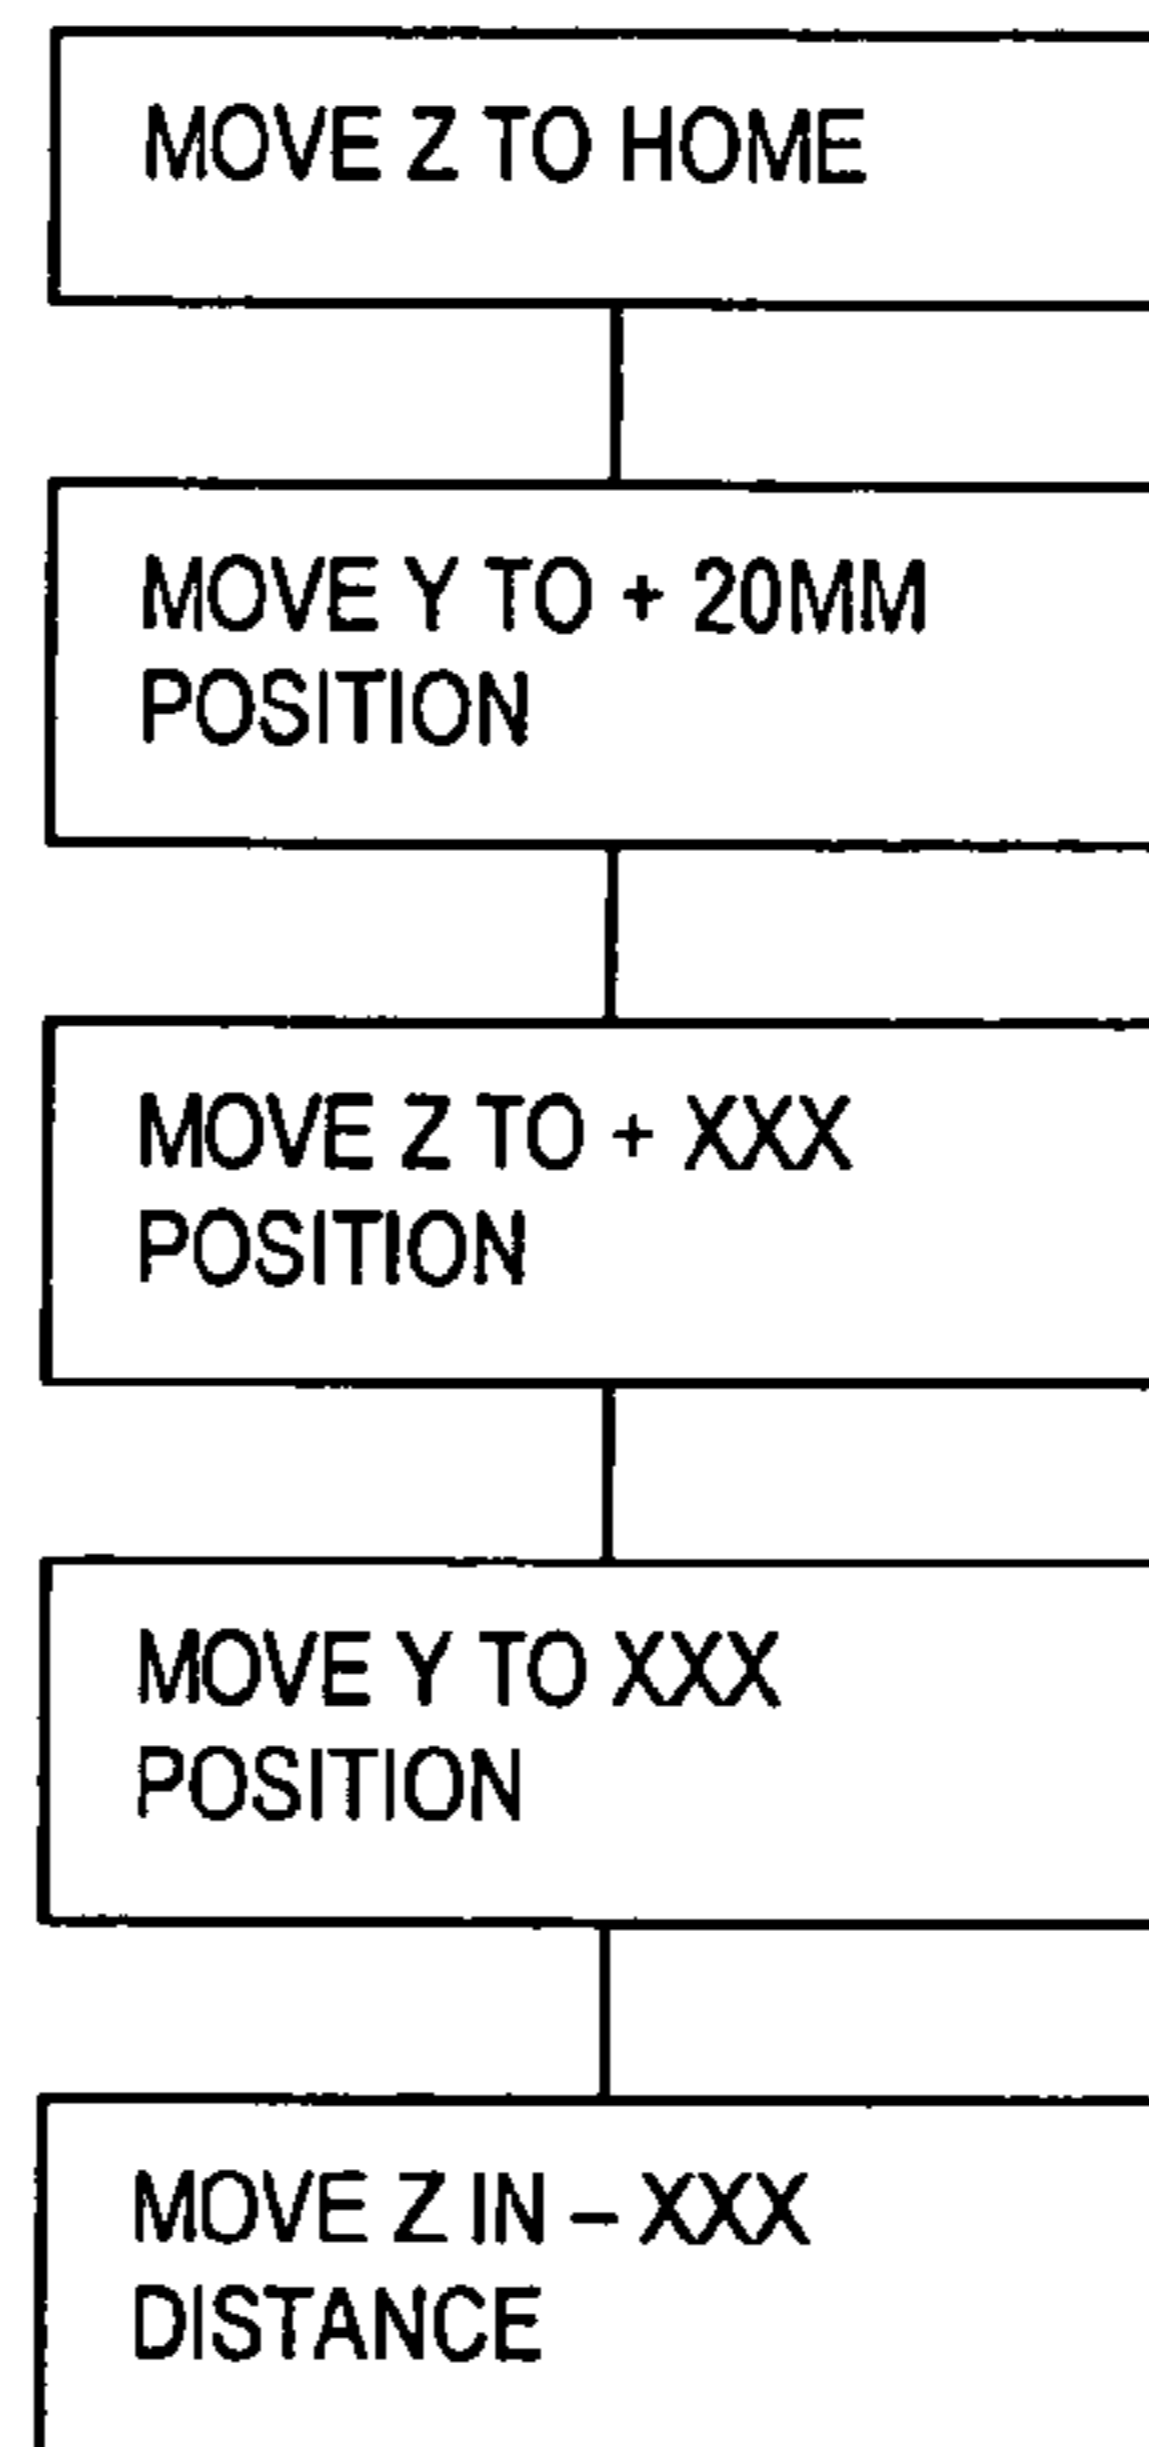 MOVE Z TO HOME
MOVE Y TO + 20MM
POSITION
MOVE Z TO + XXX
POSITION
MOVE Y TO XXX
POSITION
MOVE Z IN – XXX
DISTANCE